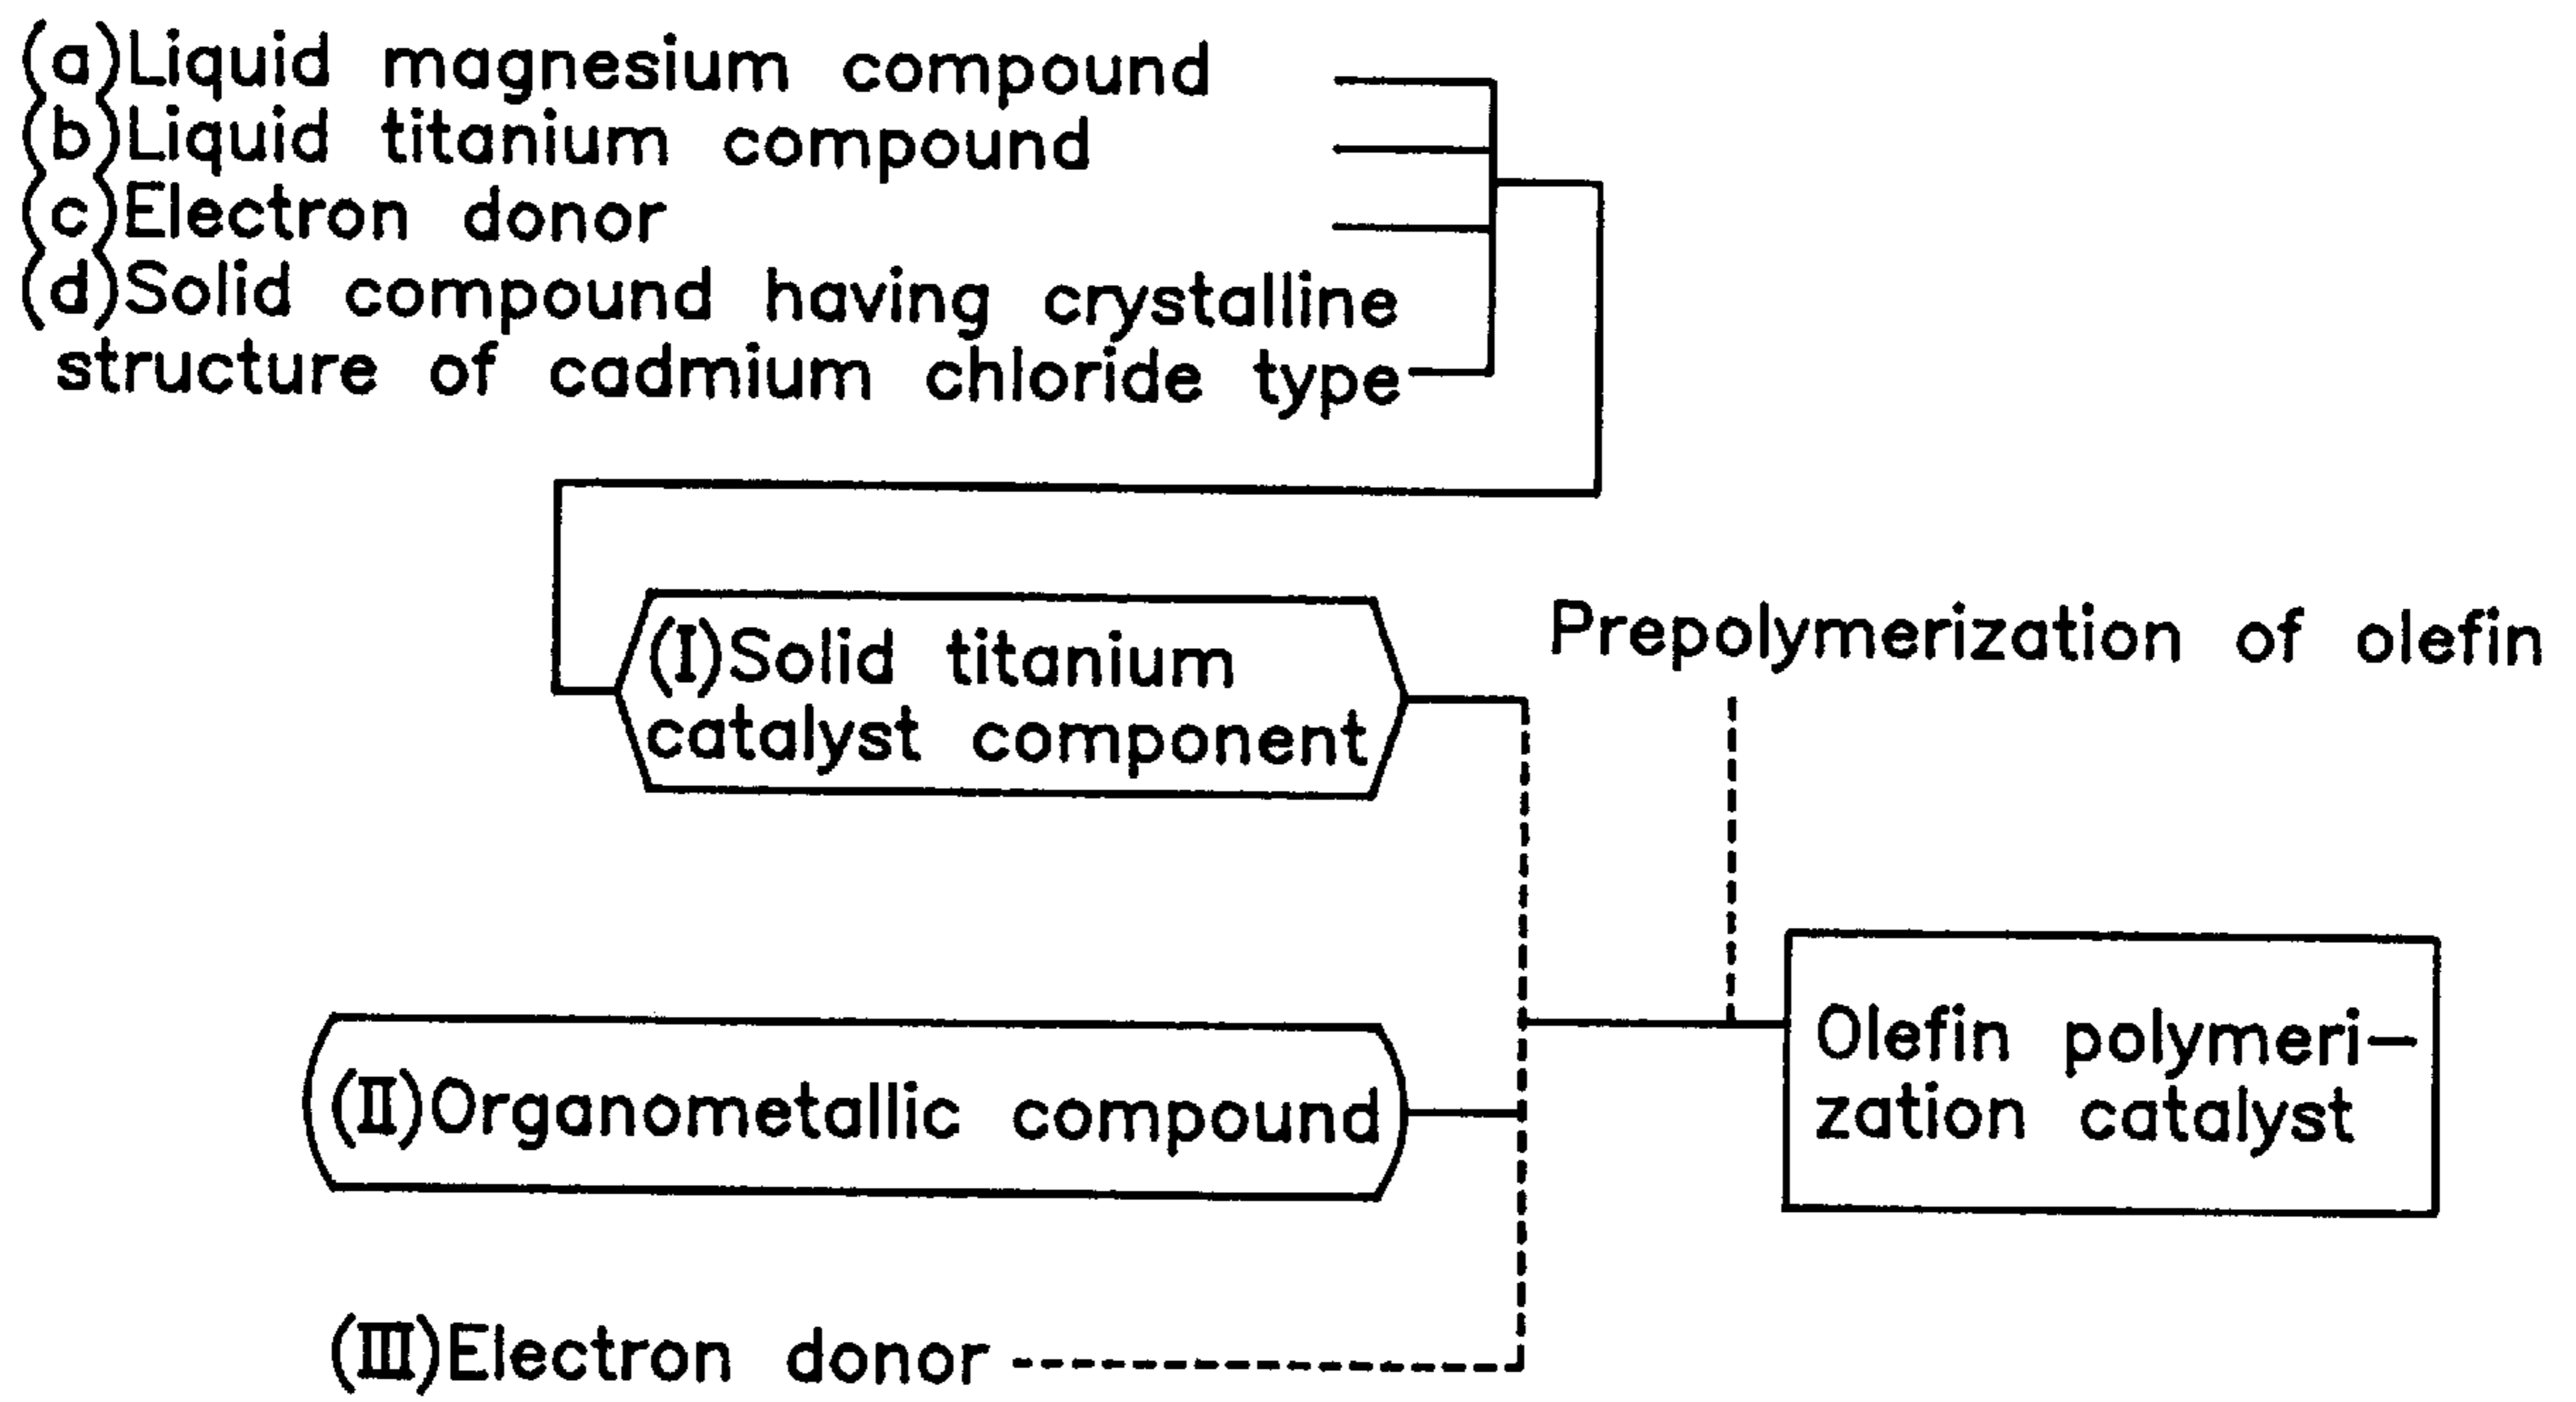 (a)Liquid magnesium compound
(b)Liquid titanium compound
(c)Electron donor
(d)Solid compound having crystalline
structure of cadmium chloride type
(I)Solid titanium
catalyst component
Prepolymerization of olefin
(II)Organometallic compound
Olefin polymeri-
zation catalyst
(III)Electron donor